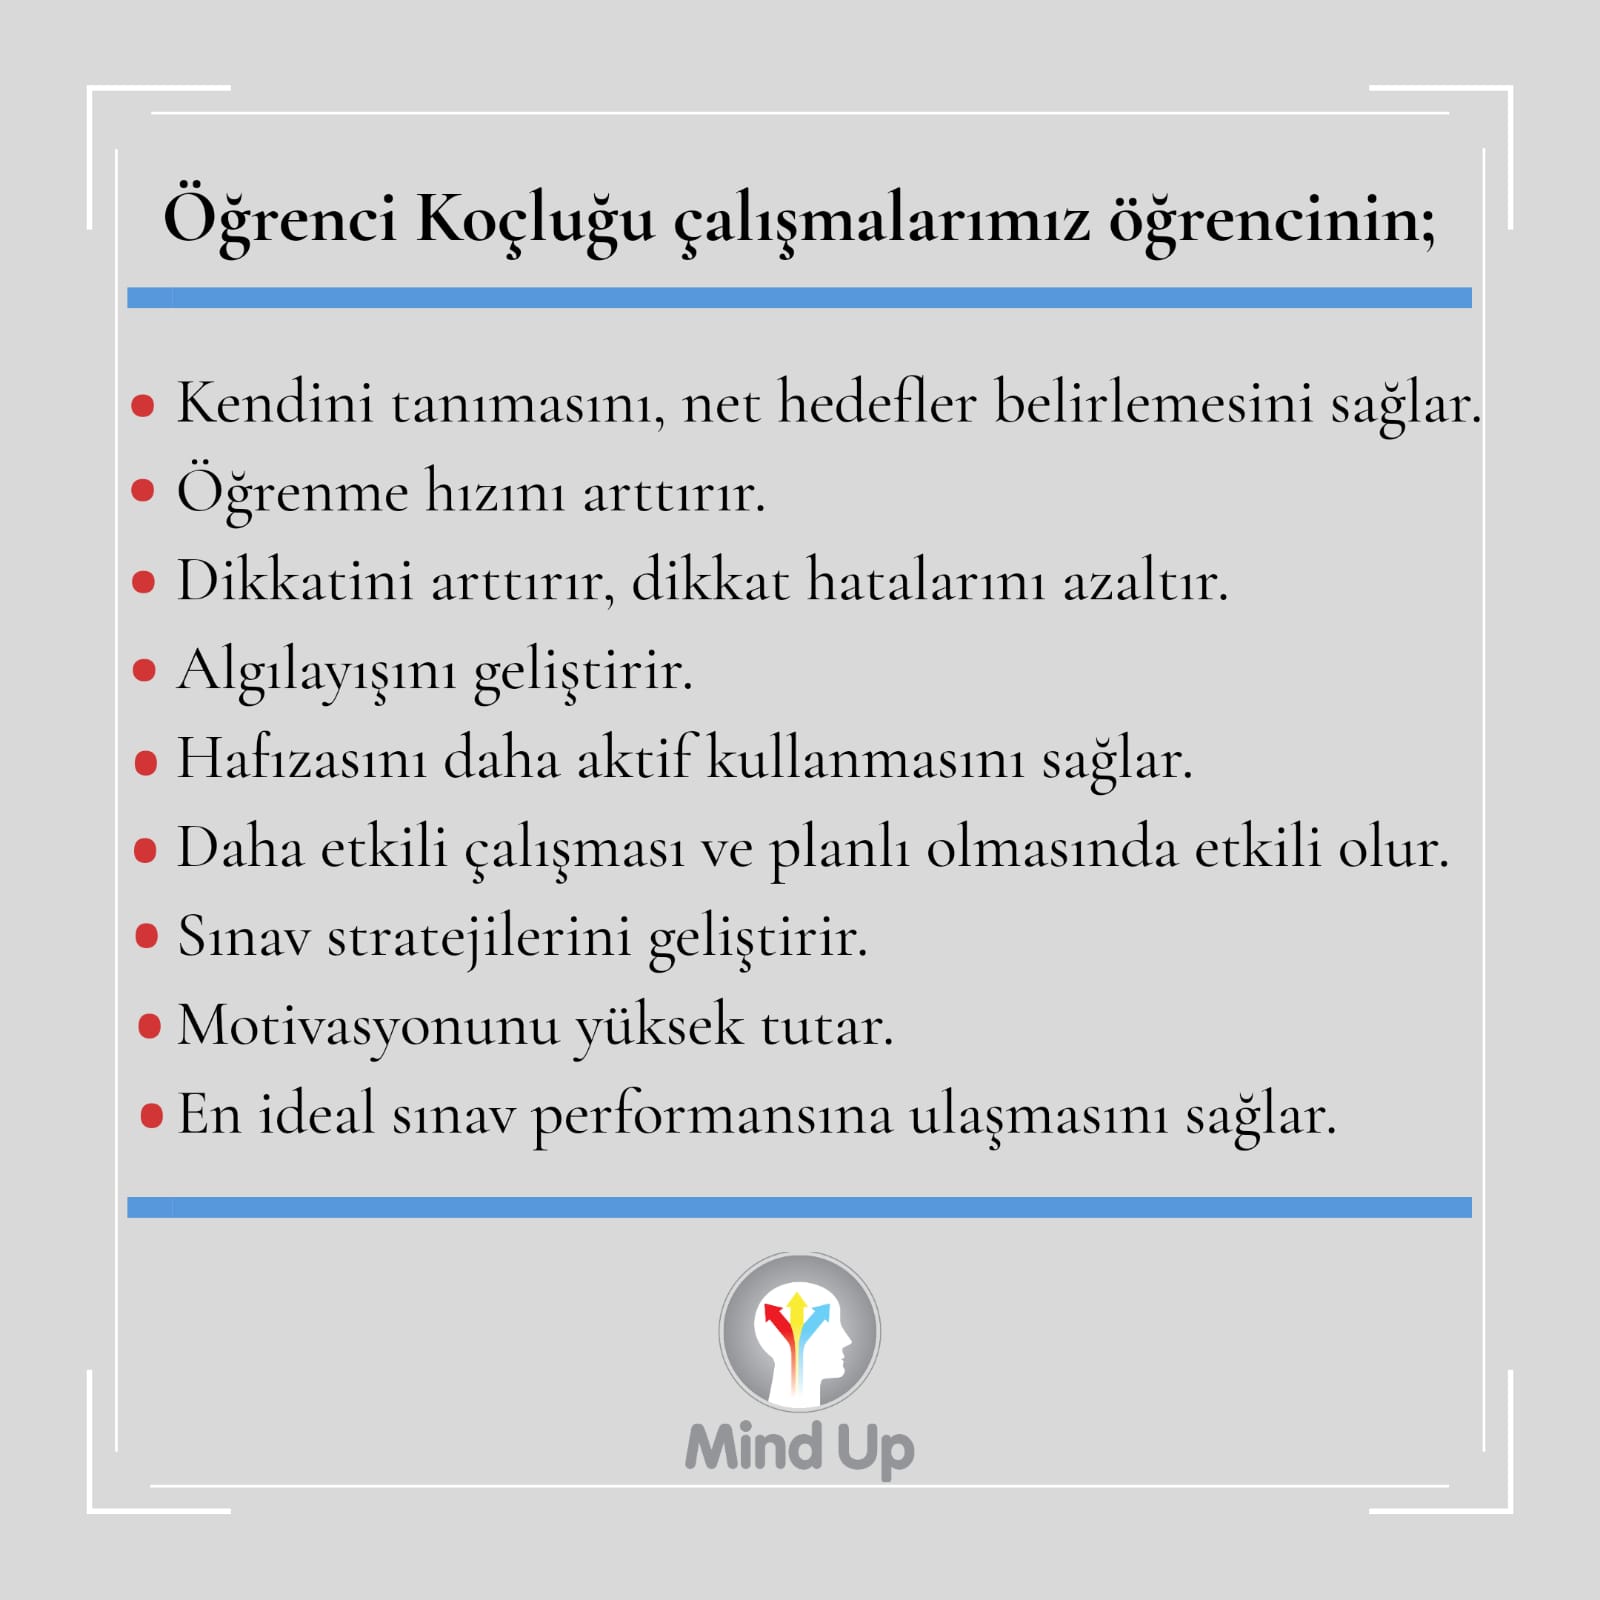 Öğrenci Koçluğu çalışmalarımız öğrencinin;
• Kendini tanımasını, net hedefler belirlemesini sağlar.
• Öğrenme hızını arttırır.
• Dikkatini arttırır, dikkat hatalarını azaltır.
• Algılayışını geliştirir.
• Hafızasını daha aktif kullanmasını sağlar.
• Daha etkili çalışması ve planlı olmasında etkili olur.
• Sınav stratejilerini geliştirir.
• Motivasyonunu yüksek tutar.
• En ideal sınav performansına ulaşmasını sağlar.
Mind Up